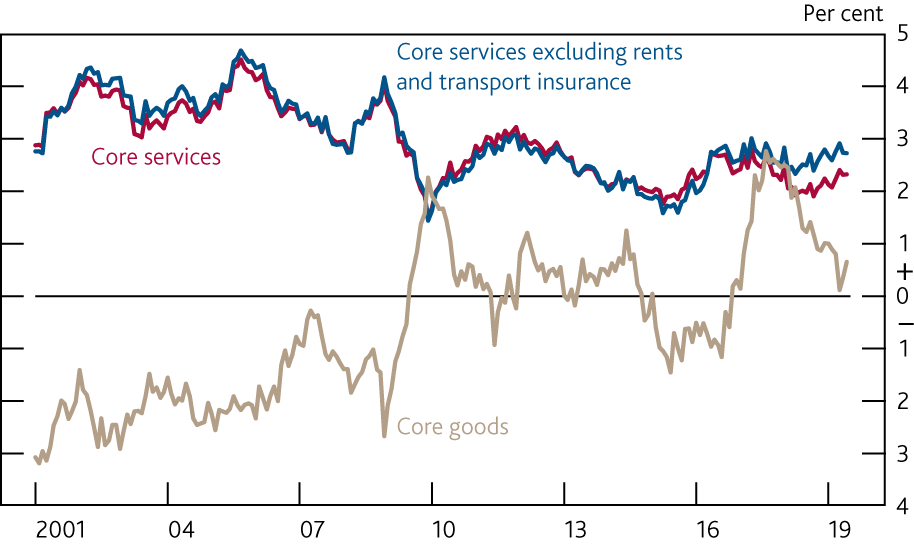 Per cent
5
Core services excluding rents
and transport insurance
4
3
Core services
2
1
+
0
–
1
2
Core goods
3
4
2001 04 07 10 13 16 19